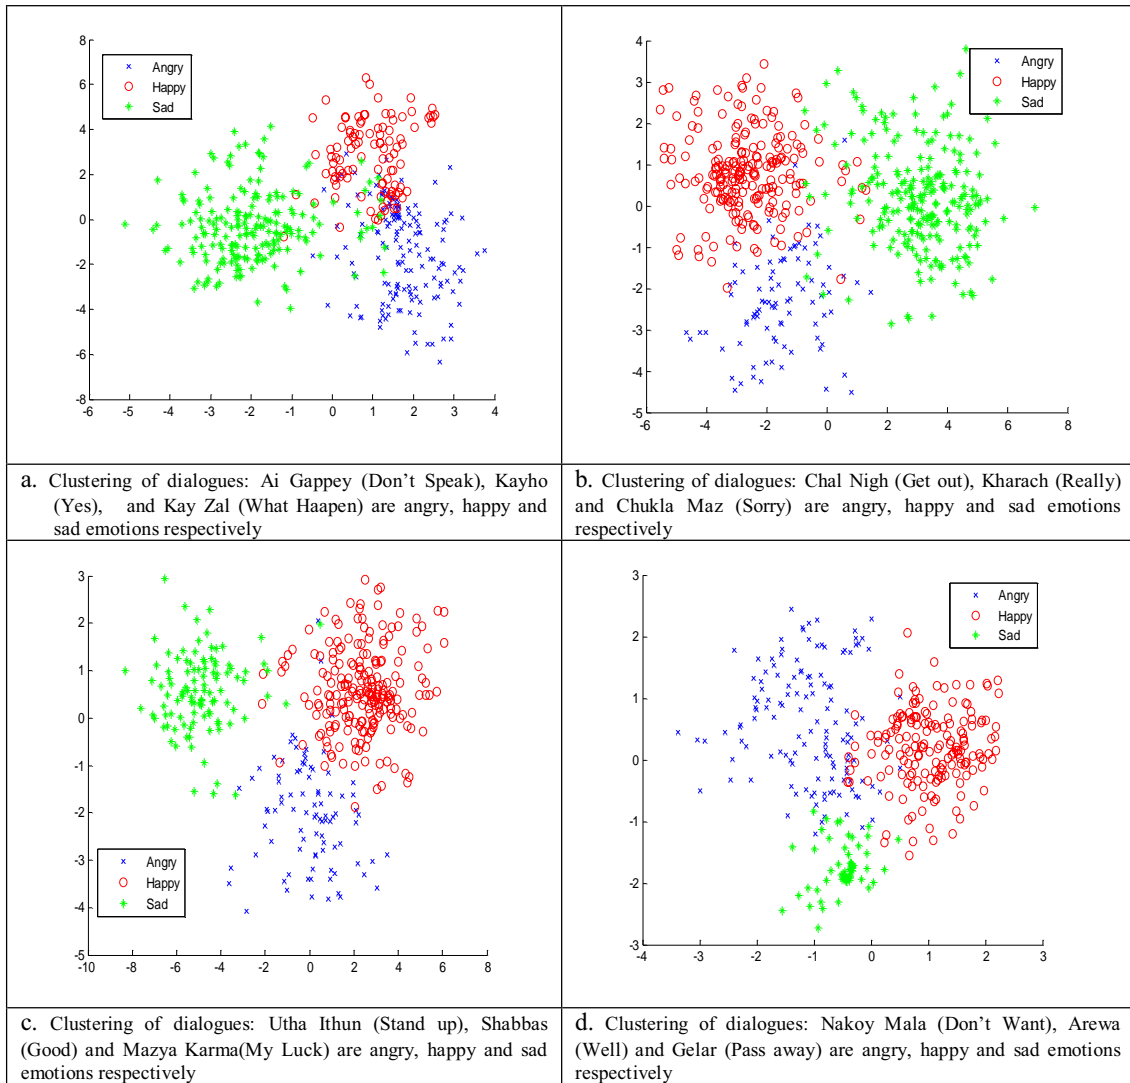 8
6
4
2
0
-2
-4
-6
8
-6 -5 -4 -3 -2 -1 0 1 2 3 4
Angry
Happy
Sad
4
3
2
1
0
-1
-2
-3
-4
-5
-6 -4 -2 0 2 4 6 8
Angry
Happy
Sad
a. Clustering of dialogues: Ai Gappey (Don't Speak), Kayho
(Yes), and Kay Zal (What Haapen) are angry, happy and
sad emotions respectively
b. Clustering of dialogues: Chal Nigh (Get out), Kharach (Really)
and Chukla Maz (Sorry) are angry, happy and sad emotions
respectively
3
2
1
0
-1
-2
-3
-4
-5
-10 -8 -6 -4 -2 0 2 4 6 8
Angry
Happy
Sad
3
2
1
0
-1
-2
-3
-4 -3 -2 -1 0 1 2 3
Angry
Happy
Sad
c. Clustering of dialogues: Utha Ithun (Stand up), Shabbas
(Good) and Mazya Karma(My Luck) are angry, happy and sad
emotions respectively
d. Clustering of dialogues: Nakoy Mala (Don't Want), Arewa
(Well) and Gelar (Pass away) are angry, happy and sad emotions
respectively